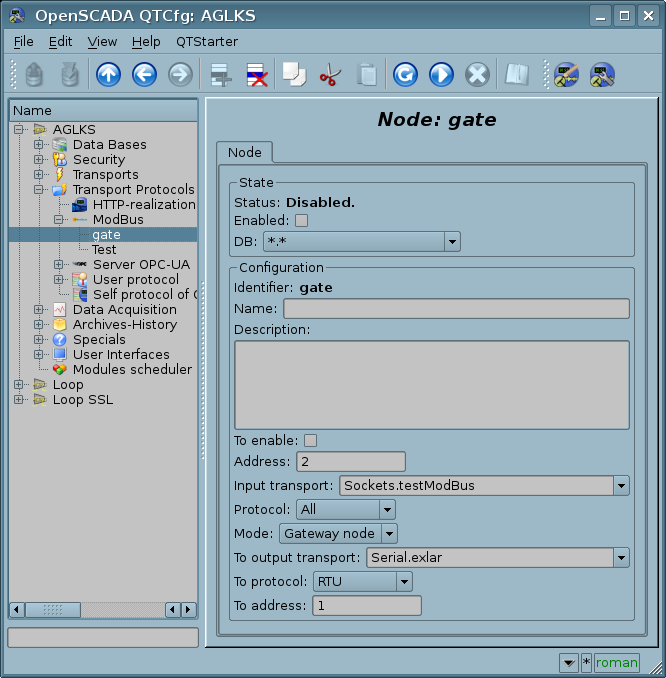 OpenSCADA QTCfg: AGLKS
File Edit View Help QTStarter
Name
AGLKS
Data Bases
Security
Transports
Transport Protocols
HTTP-realization
ModBus
gate
Test
Server OPC-UA
User protocol
Self protocol of O
Data Acquisition
Archives-History
Specials
User Interfaces
Modules scheduler
Loop
Loop SSL
Node: gate
Node
State
Status: Disabled.
Enabled:
DB: *.*
Configuration
Identifier: gate
Name:
Description:
To enable:
Address: 2
Input transport: Sockets.testModBus
Protocol: All
Mode: Gateway node
To output transport: Serial.exlar
To protocol: RTU
To address: 1
* roman